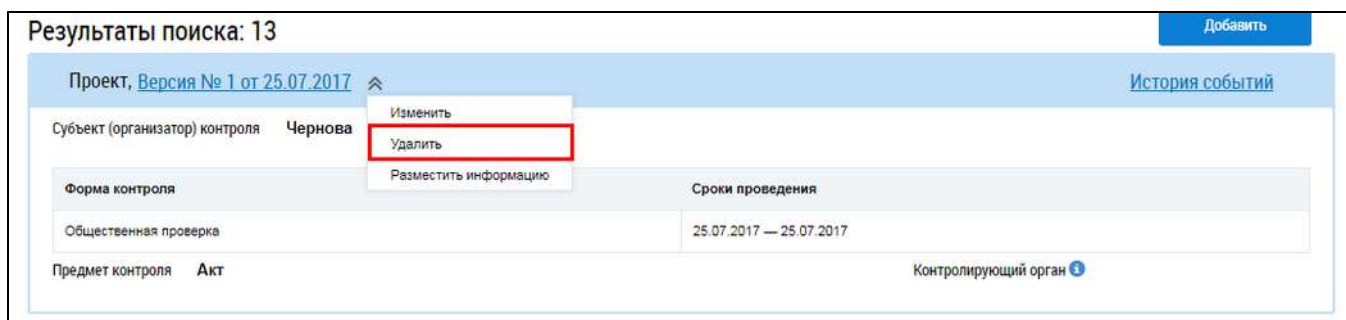 Результаты поиска: 13
Добавить
Проект, Версия № 1 от 25.07.2017
История событий
Изменить
Субъект (организатор) контроля Чернова
Удалить
Разместить информацию
Форма контроля Сроки проведения
Общественная проверка 25.07.2017 — 25.07.2017
Предмет контроля Акт Контролирующий орган